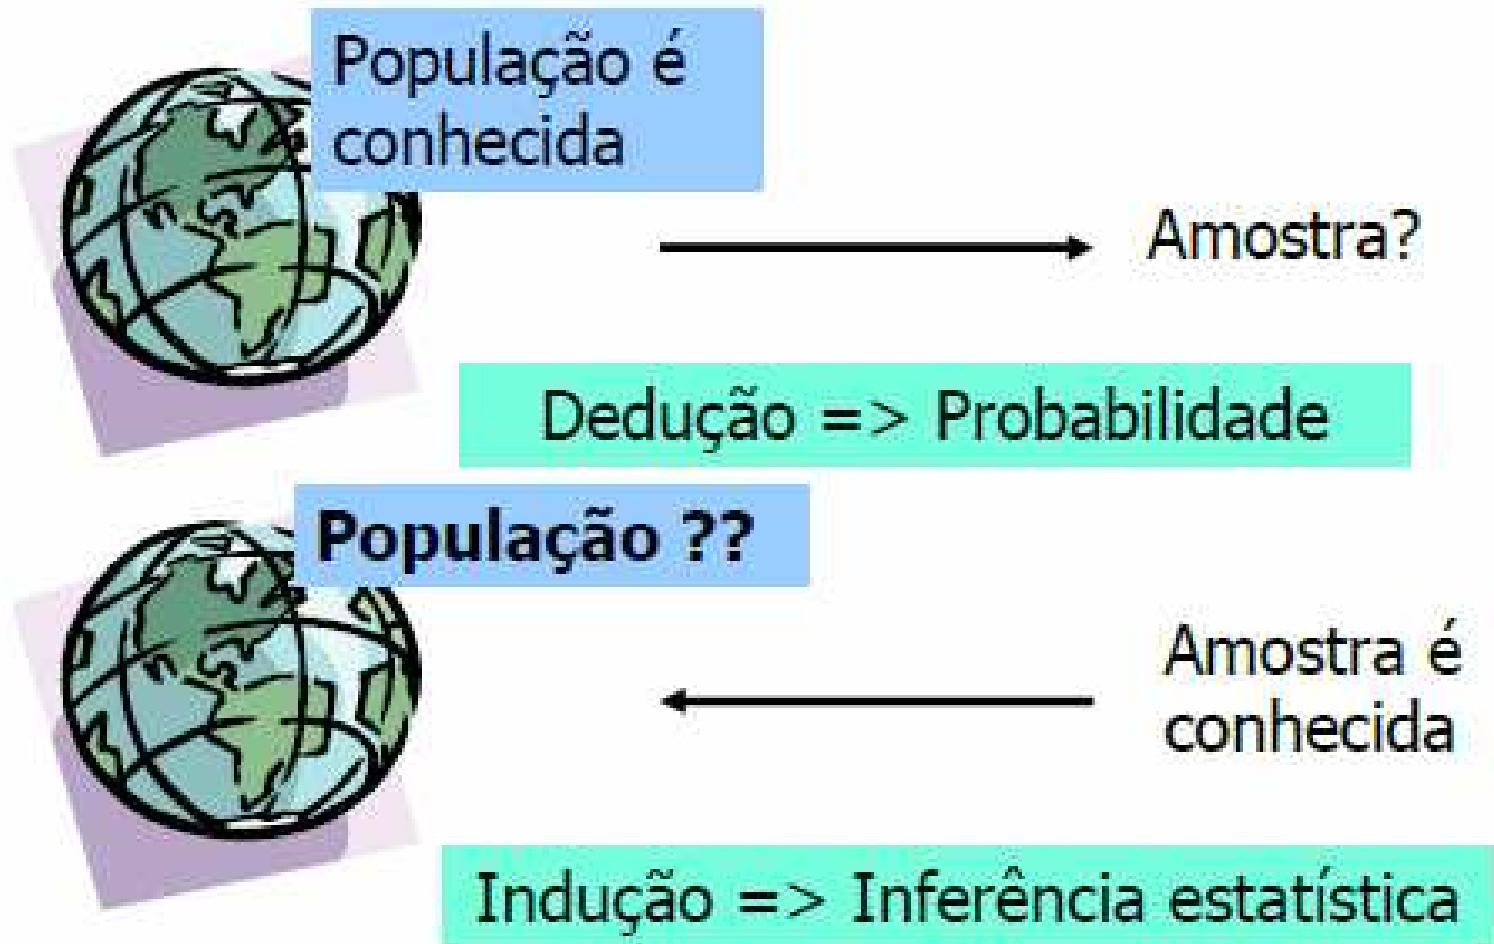 População é
conhecida
Amostra?
Dedução => Probabilidade
População ??
Amostra é
conhecida
Indução => Inferência estatística